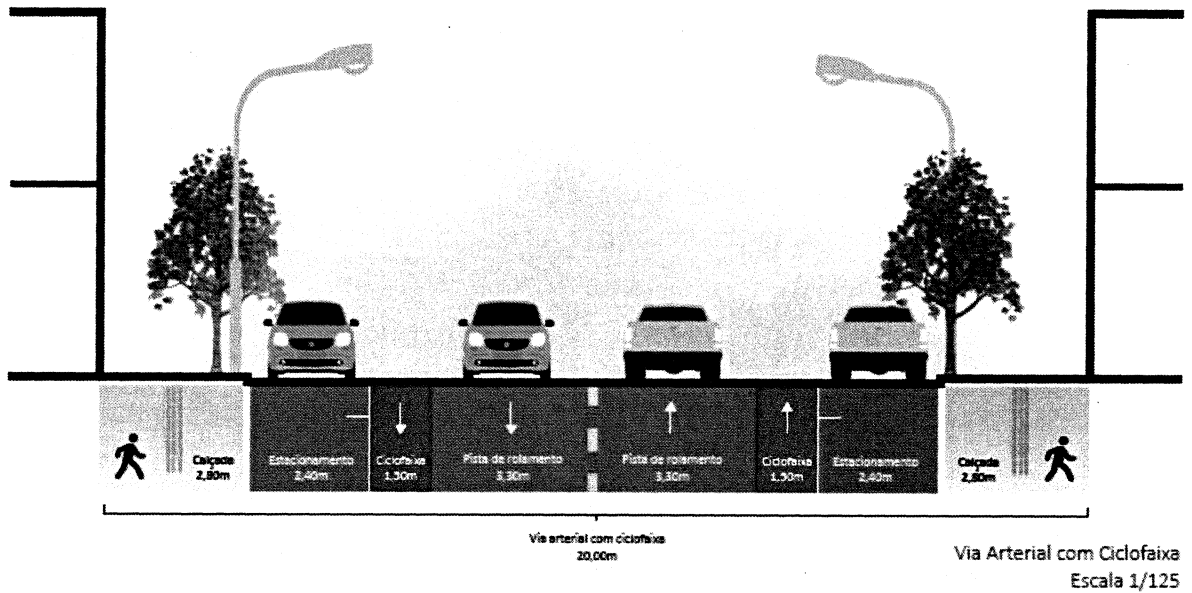 Calçada
2,80m
Estacionamento
2,40m
Ciclofaixa
1,50m
Pista de rolamento
3,30m
Pista de rolamento
3,30m
Ciclofaixa
1,50m
Estacionamento
2,40m
Calçada
2,80m
Via arterial com ciclofaixa
20,00m
Via Arterial com Ciclofaixa
Escala 1/125